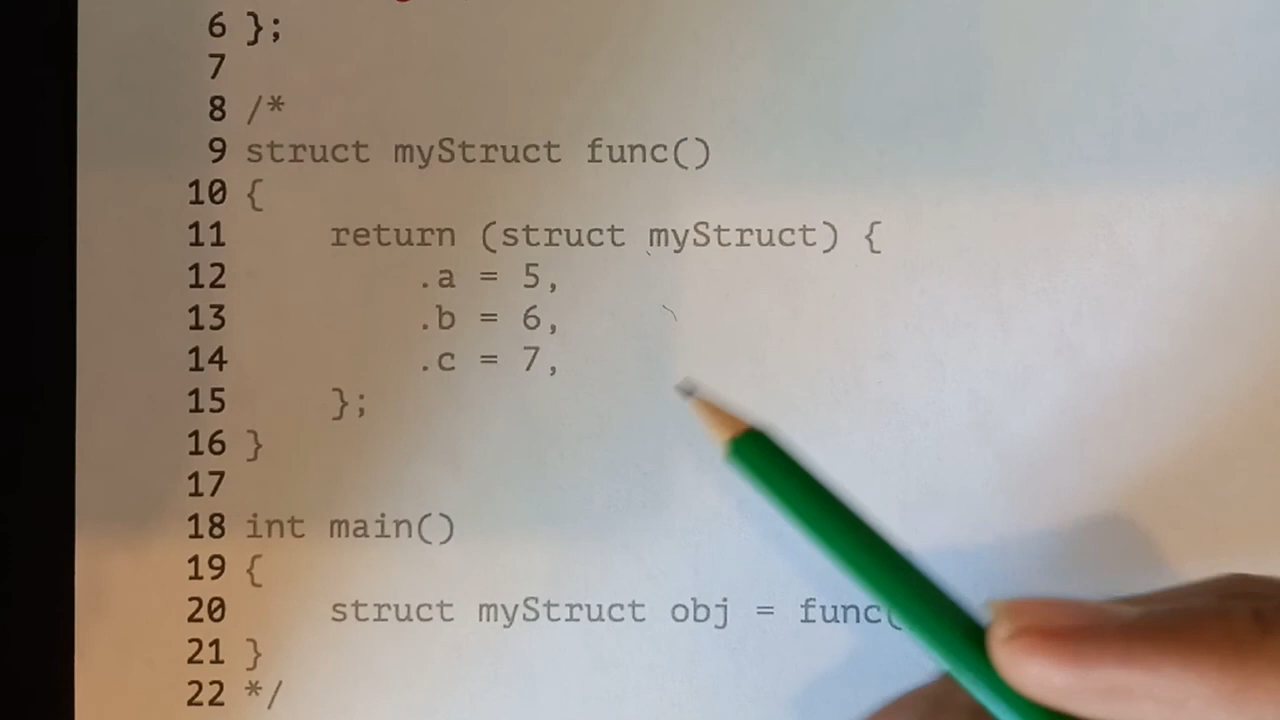 6 };
7
8 /*
9 struct myStruct func()
10 {
11     return (struct myStruct) {
12         .a = 5,
13         .b = 6,
14         .c = 7,
15     };
16 }
17
18 int main()
19 {
20     struct myStruct obj = func(
21 }
22 */